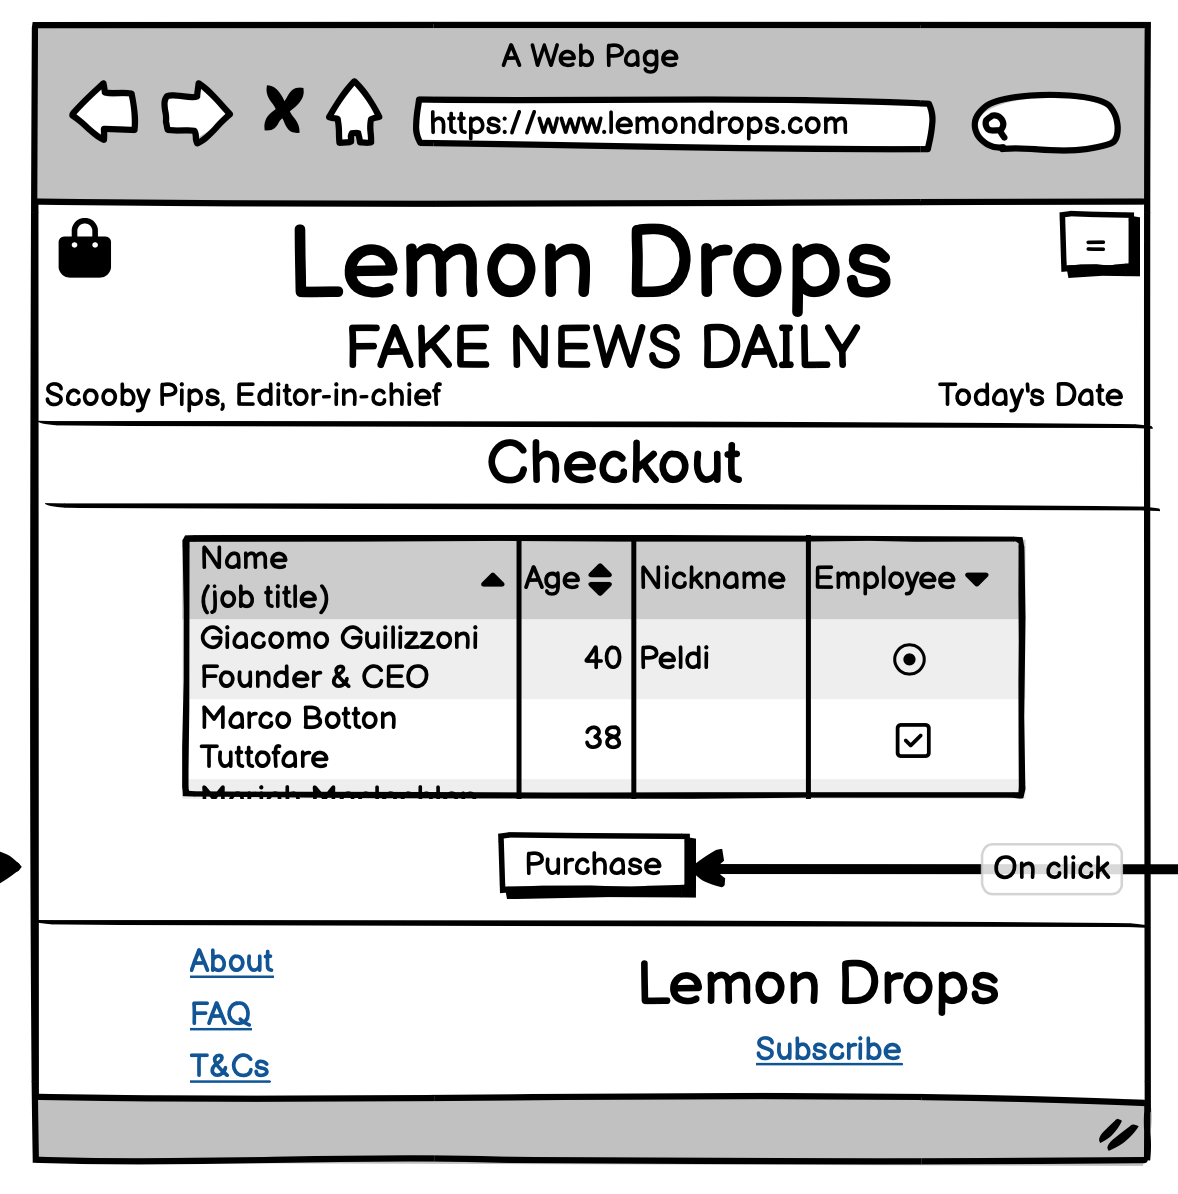 A Web Page
https://www.lemondrops.com
=
Lemon Drops
FAKE NEWS DAILY
Scooby Pips, Editor-in-chief
Today's Date
Checkout
Name
(job title)
Age
Nickname
Employee
Giacomo Guilizzoni
Founder & CEO
40
Peldi
Marco Botton
Tuttofare
38
Purchase
On click
About
FAQ
T&Cs
Lemon Drops
Subscribe